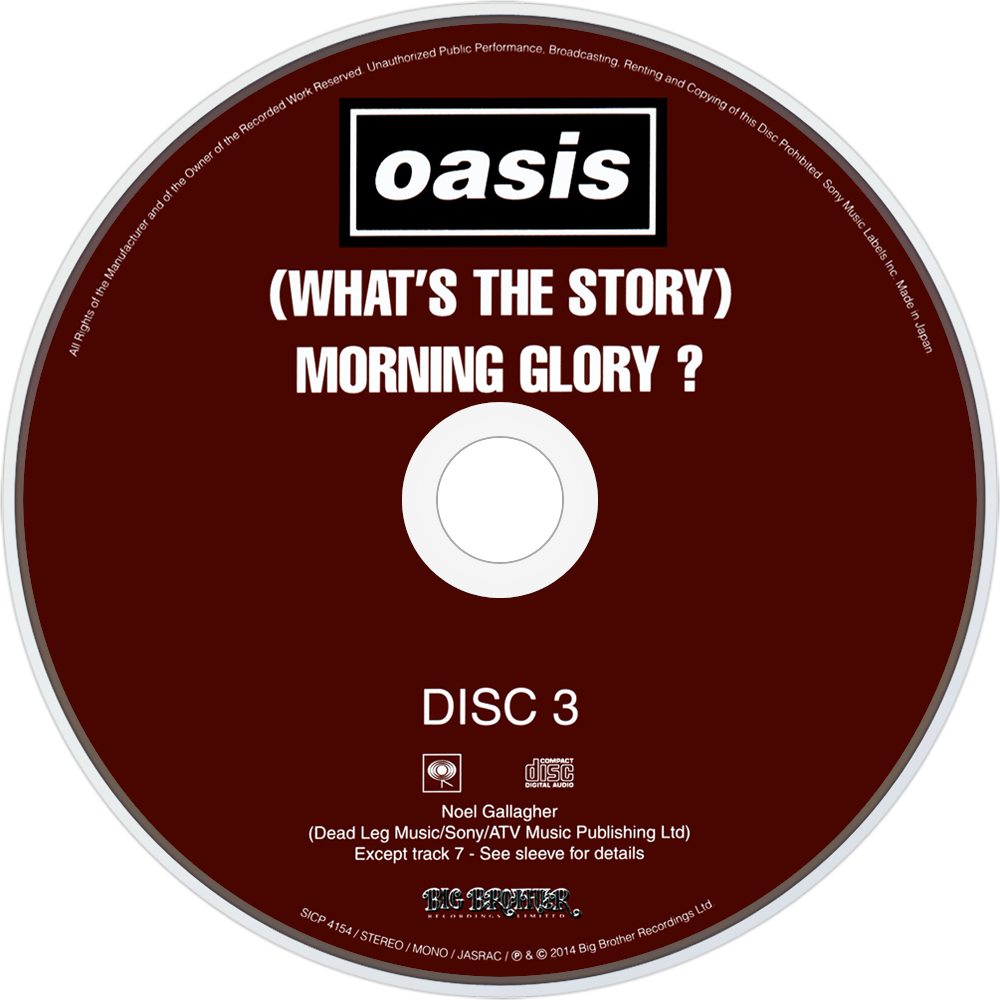 All Rights of the Manufacturer and of the Owner of the Recorded Work Reserved. Unauthorized Public Performance, Broadcasting, Renting and Copying of this Disc Prohibited. Sony Music Labels Inc. Made in Japan
oasis
(WHAT'S THE STORY)
MORNING GLORY ?
DISC 3
COMPACT
disc
DIGITAL AUDIO
Noel Gallagher
(Dead Leg Music/Sony/ATV Music Publishing Ltd)
Except track 7 - See sleeve for details
BIG BROTHER
RECORDINGS LIMITED
SICP 4154 / STEREO / MONO / JASRAC / ℗ & © 2014 Big Brother Recordings Ltd.